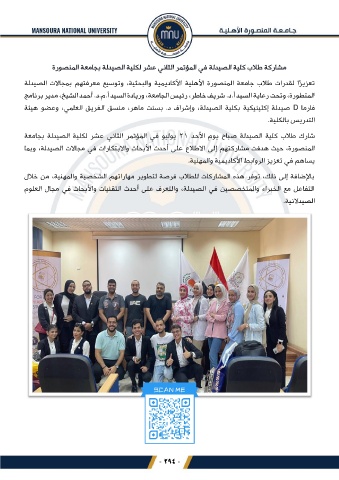 MANSOURA NATIONAL UNIVERSITY
جامعة المنصورة الأهلية
مشاركة طلاب كلية الصيدلة في المؤتمر الثاني عشر لكلية الصيدلة بجامعة المنصورة
تعزيزًا لقدرات طلاب جامعة المنصورة الأهلية الأكاديمية والبحثية، وتوسيع معرفتهم بمجالات الصيدلة
المتطورة، وتحت رعاية السيد أ.د. شريف خاطر، رئيس الجامعة، وريادة السيد أ.م.د. أحمد الشيخ، مدير برنامج
فارما D صيدلة إكلينيكية بكلية الصيدلة، وإشراف د. بسنت ماهر، منسق الفريق العلمي، وعضو هيئة
التدريس بالكلية.
شارك طلاب كلية الصيدلة صباح يوم الأحد ٢١ يوليو في المؤتمر الثاني عشر لكلية الصيدلة بجامعة
المنصورة، حيث هدفت مشاركتهم إلى الاطلاع على أحدث الأبحاث والابتكارات في مجالات الصيدلة، وبما
يساهم في تعزيز الروابط الأكاديمية والمهنية.
بالإضافة إلى ذلك، توفر هذه المشاركات للطلاب فرصة لتطوير مهاراتهم الشخصية والمهنية، من خلال
التفاعل مع الخبراء والمتخصصين في الصيدلة، والتعرف على أحدث التقنيات والأبحاث في مجال العلوم
الصيدلانية.
SCAN ME
- ٢٩٤ -